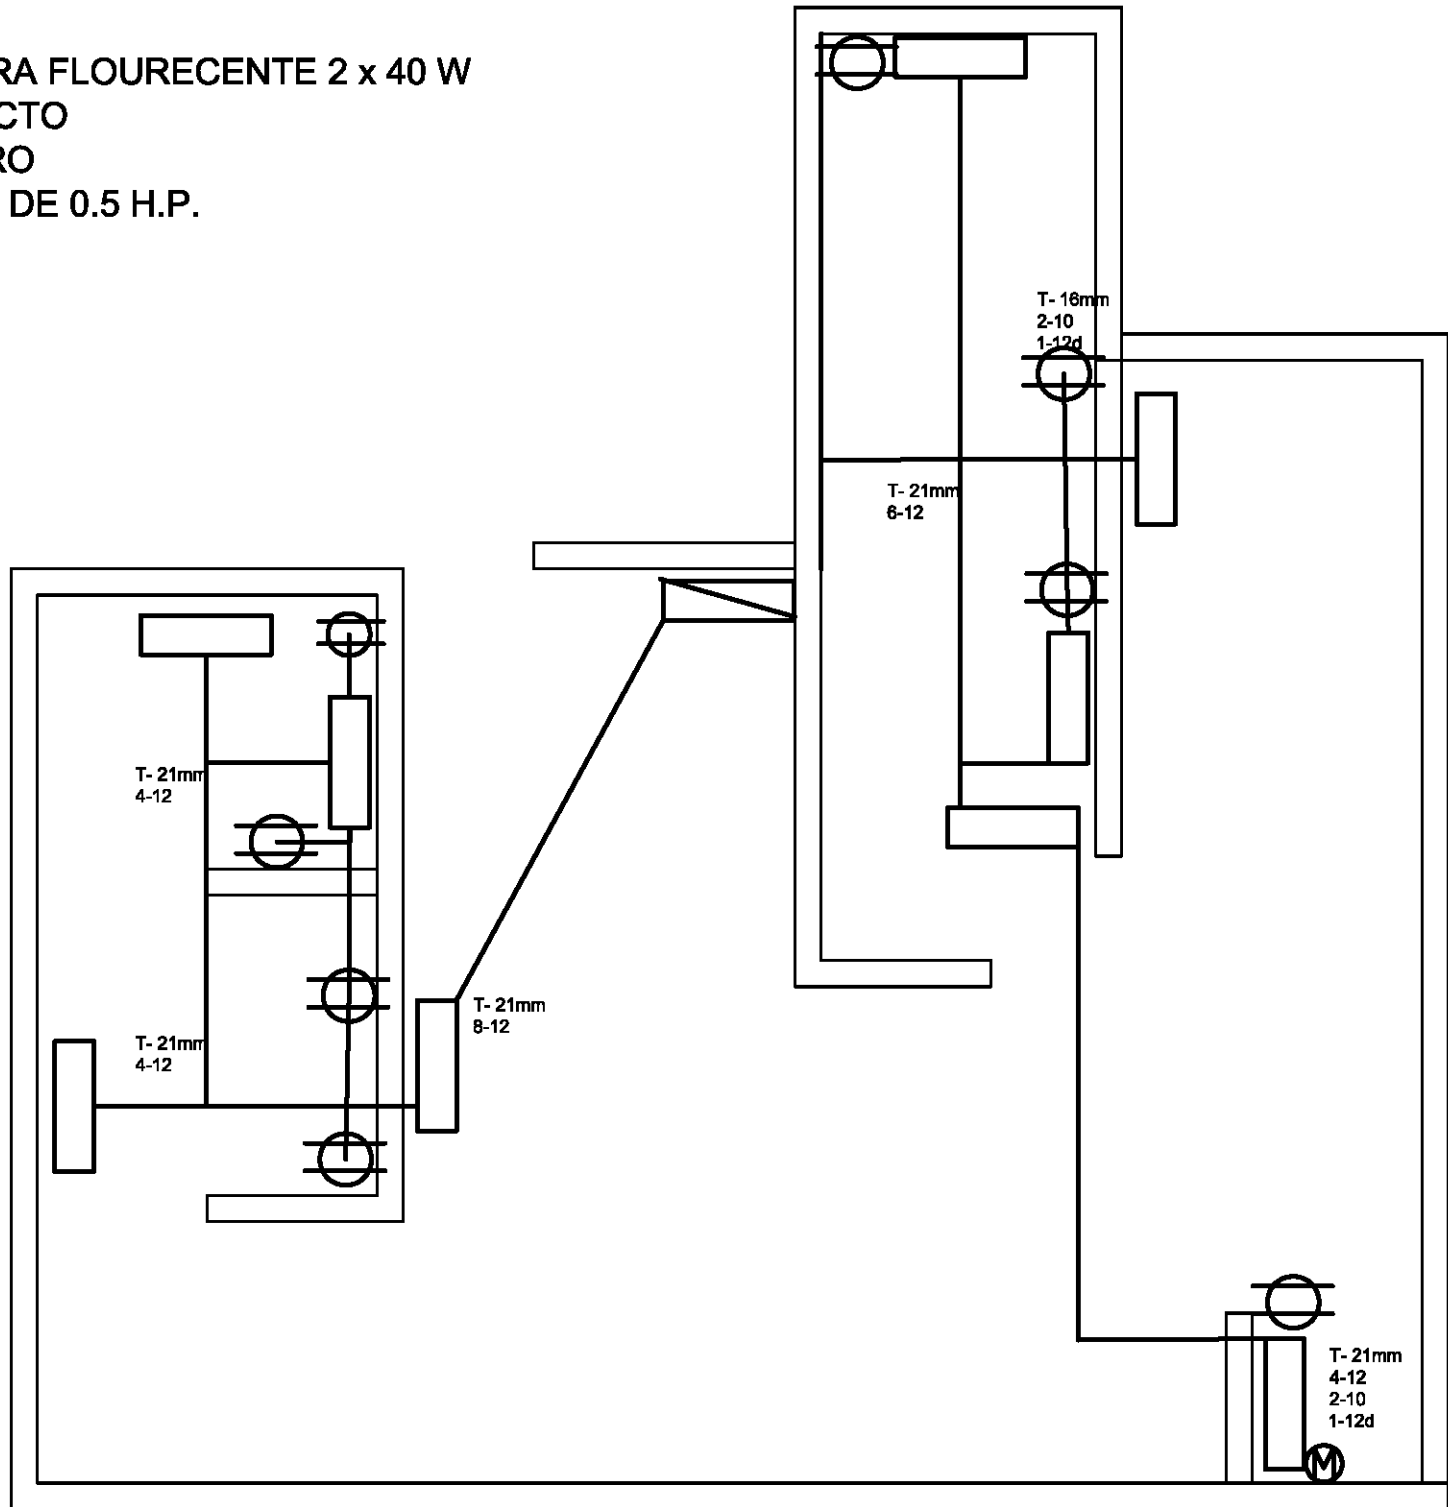 RA FLOURECENTE 2 x 40 W
CTO
RO
DE 0.5 H.P.
T- 16mm
2-10
1-12d
T- 21mm
6-12
T- 21mm
4-12
T- 21mm
8-12
T- 21mm
4-12
T- 21mm
4-12
2-10
1-12d
M